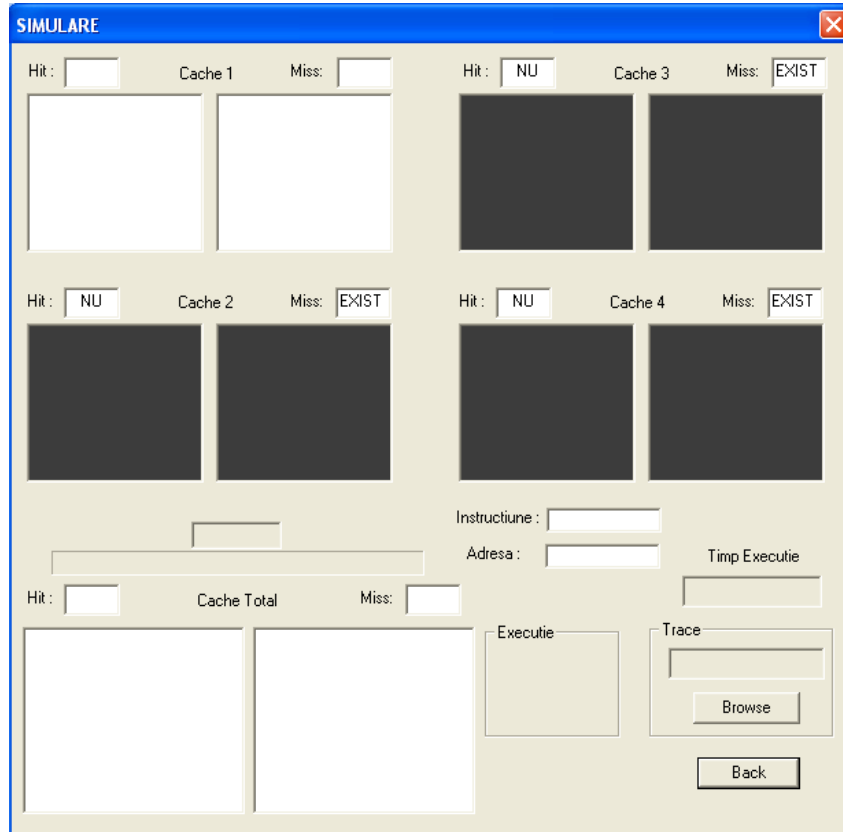 SIMULARE
Hit : Cache 1 Miss: Hit : NU Cache 3 Miss: EXIST
Hit : NU Cache 2 Miss: EXIST Hit : NU Cache 4 Miss: EXIST
Instructiune :
Adresa : Timp Executie
Hit : Cache Total Miss:
Executie Trace
Browse
Back